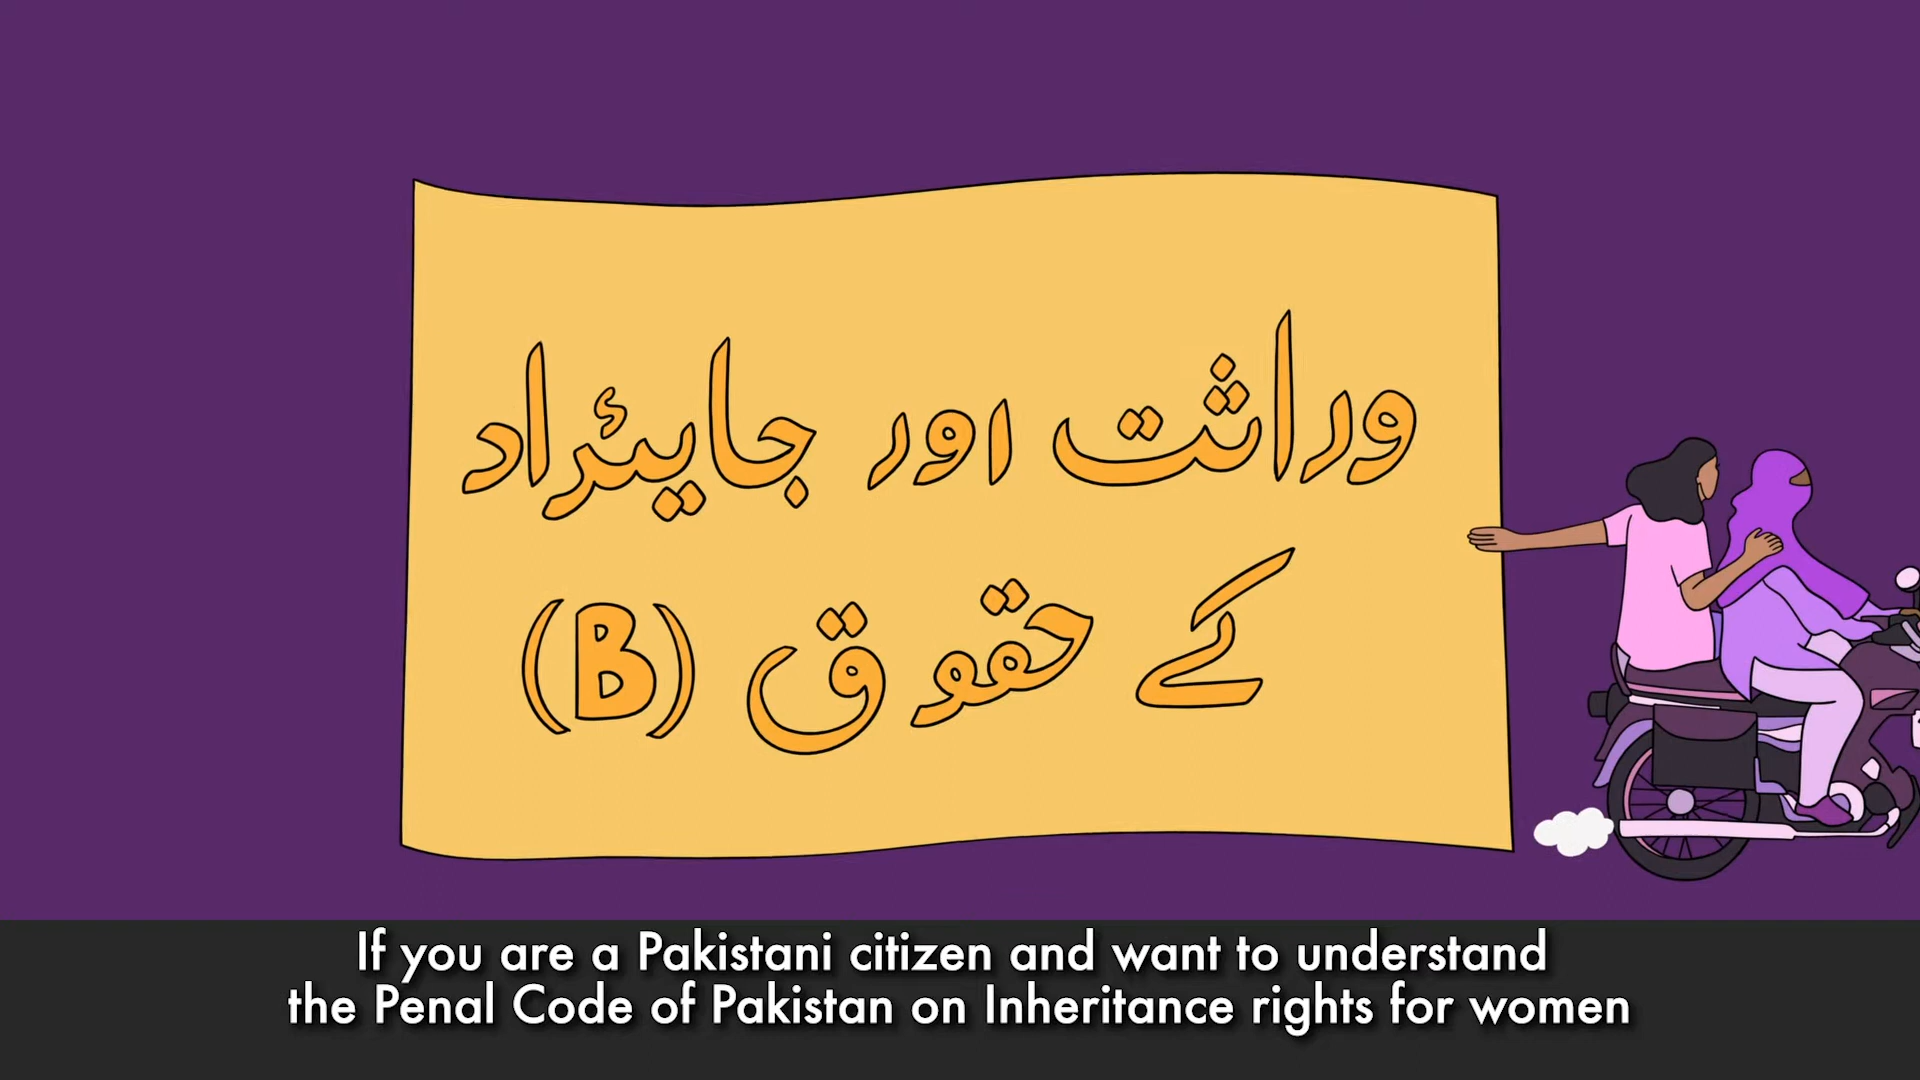 وراثت اور جایئراد
کے حقوق (B)
If you are a Pakistani citizen and want to understand
the Penal Code of Pakistan on Inheritance rights for women